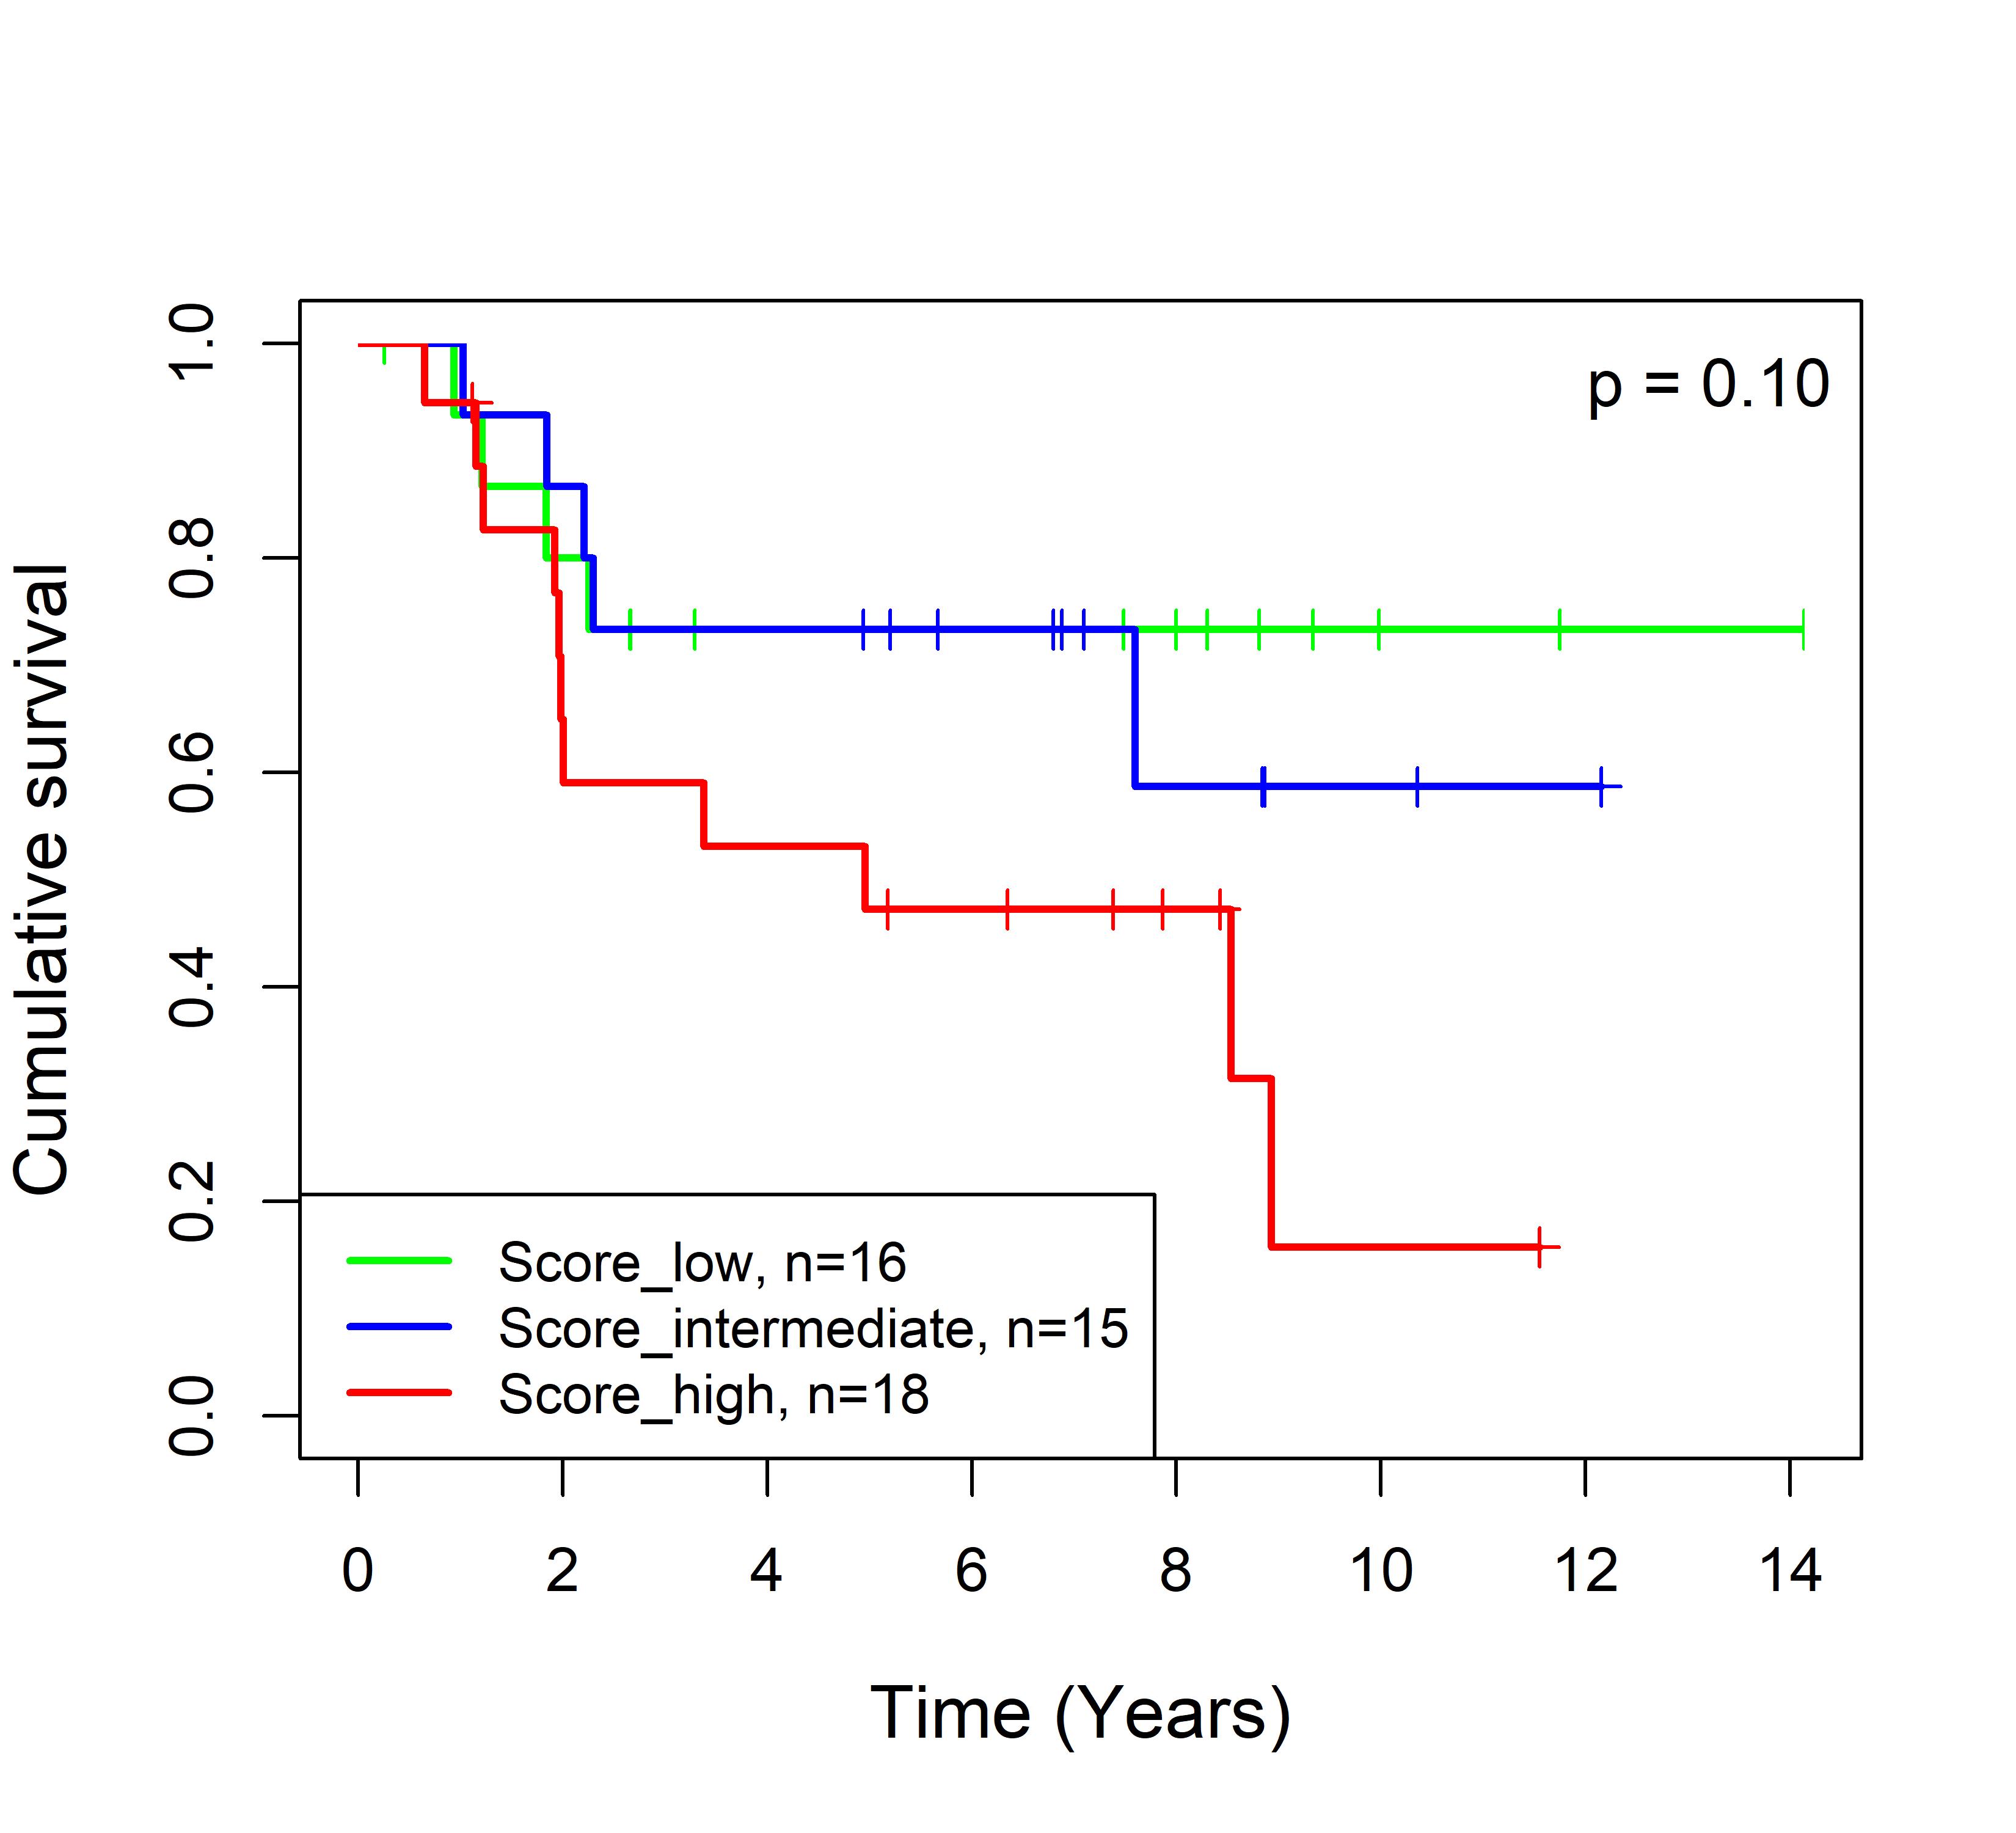 p = 0.10
Cumulative survival
1.0
0.8
0.6
0.4
0.2
0.0
Score_low, n=16
Score_intermediate, n=15
Score_high, n=18
0 2 4 6 8 10 12 14
Time (Years)